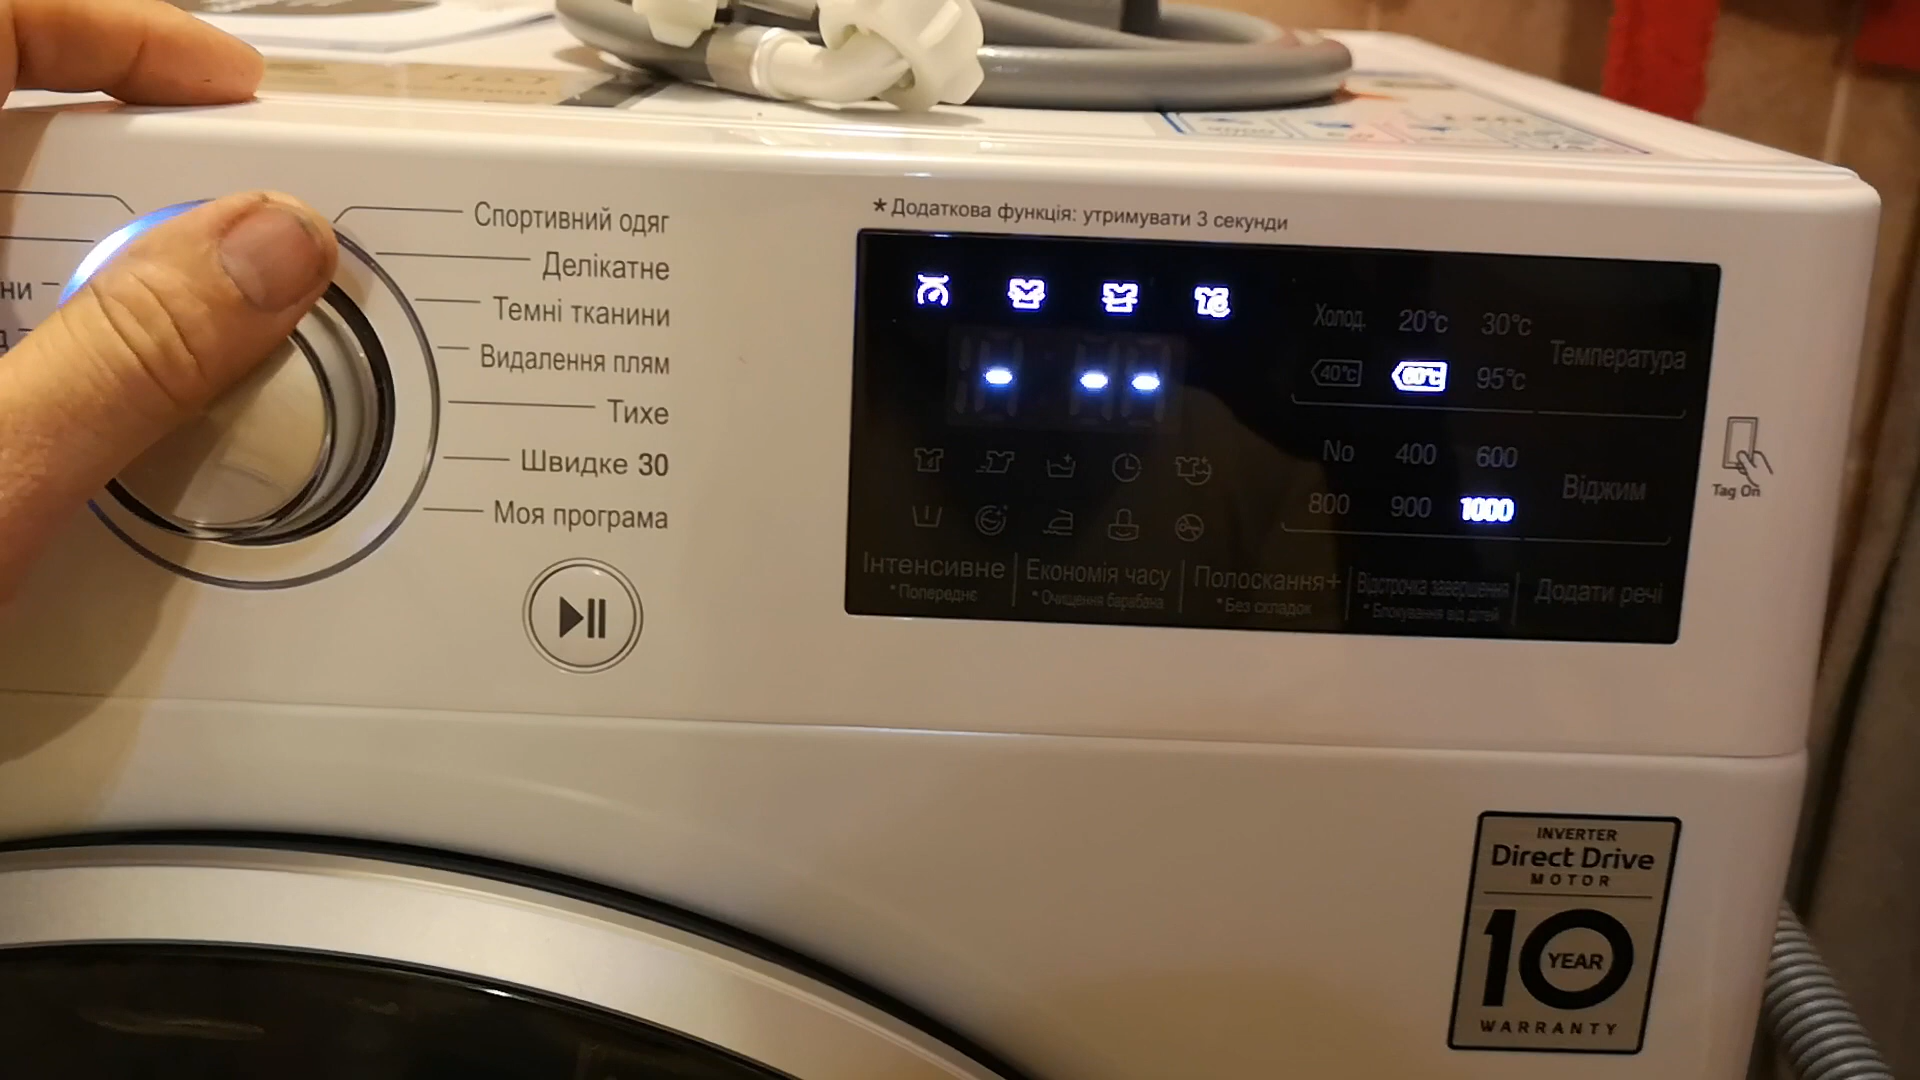 ни
Спортивний одяг
Делікатне
Темні тканини
Видалення плям
Тихе
Швидке 30
Моя програма
* Додаткова функція: утримувати 3 секунди
- --
Холод. 20°c 30°c
40°c 60°c 95°c
Температура
No 400 600
800 900 1000
Віджим
Інтенсивне
* Попереднє
Економія часу
* Очищення барабана
Полоскання+
* Без складок
Відстрочка завершення
* Блокування від дітей
Додати речі
Tag On
INVERTER
Direct Drive
MOTOR
10 YEAR
WARRANTY